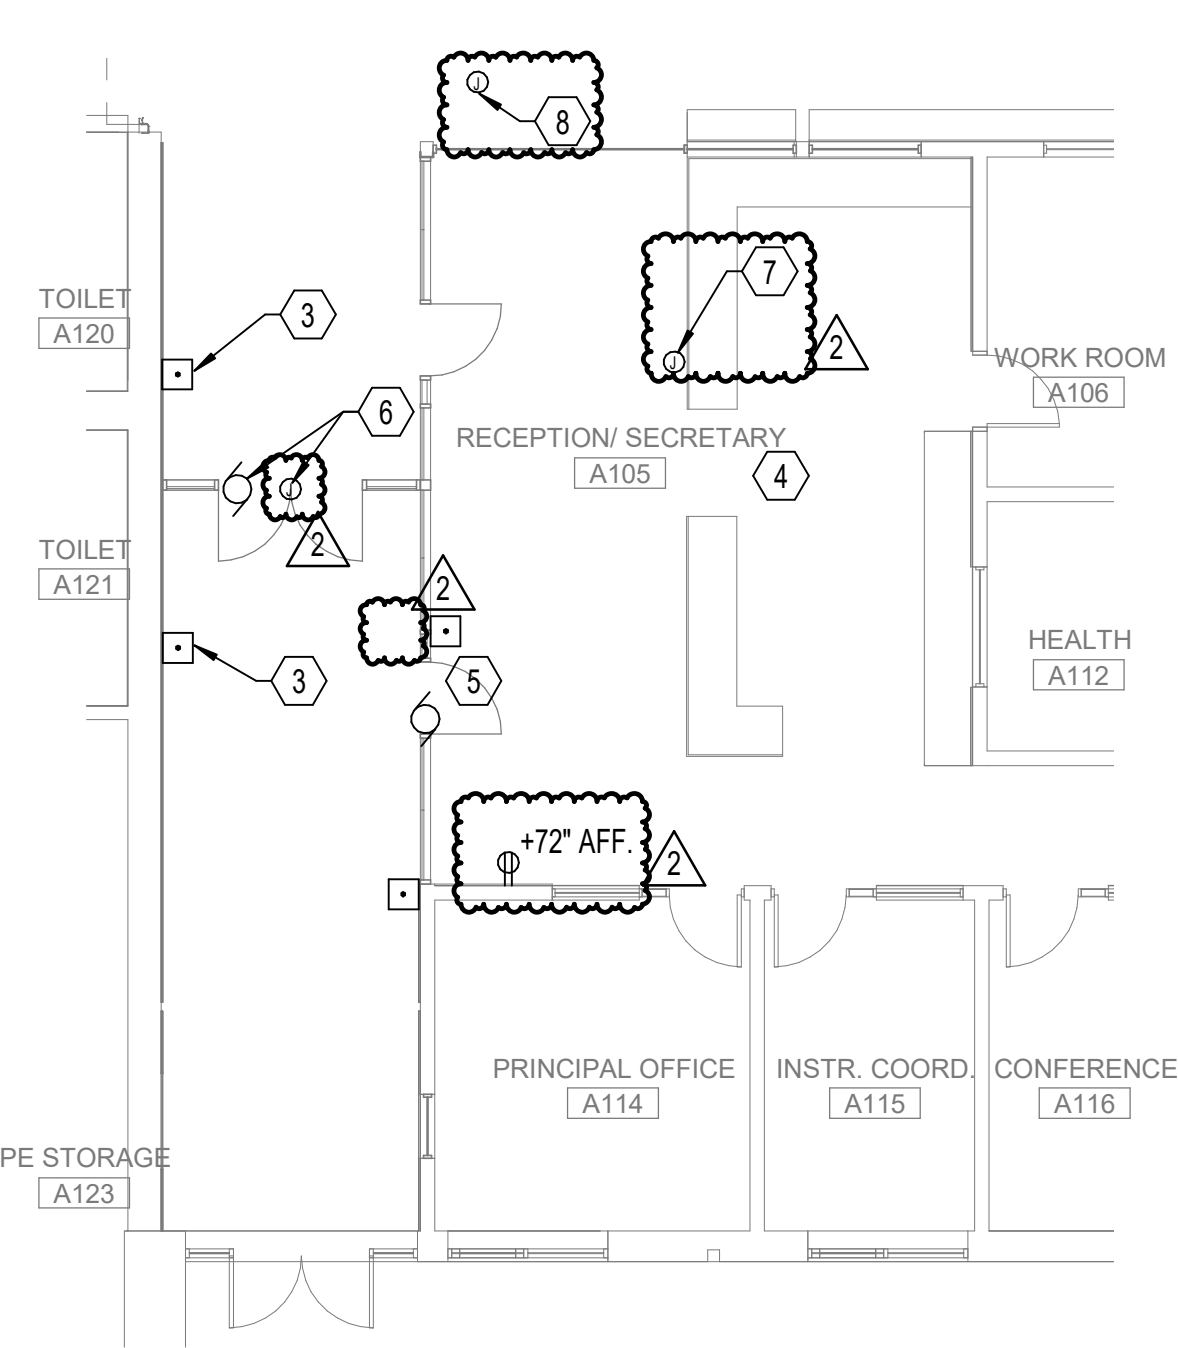 J
8
7
TOILET
A120
3
2
J
WORK ROOM
A106
6
RECEPTION/ SECRETARY
A105
4
J
2
TOILET
A121
2
HEALTH
A112
3
5
+72" AFF.
2
PRINCIPAL OFFICE
A114
INSTR. COORD.
A115
CONFERENCE
A116
PE STORAGE
A123